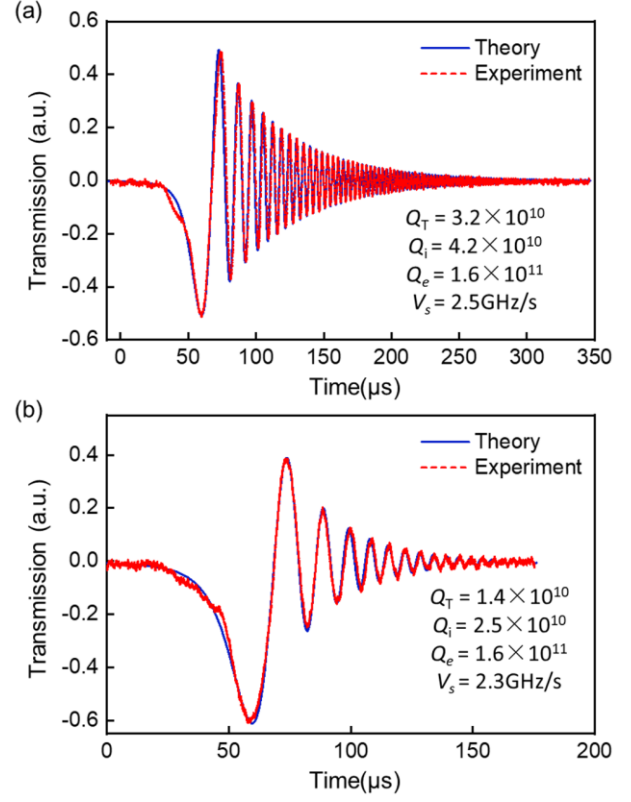 (a)
0.6
0.4
0.2
0.0
-0.2
-0.4
-0.6
Transmission (a.u.)
Theory
Experiment
Q_T = 3.2×10^10
Q_i = 4.2×10^10
Q_e = 1.6×10^11
V_s = 2.5GHz/s
0 50 100 150 200 250 300 350
Time(μs)
(b)
0.4
0.2
0.0
-0.2
-0.4
-0.6
Transmission (a.u.)
Theory
Experiment
Q_T = 1.4×10^10
Q_i = 2.5×10^10
Q_e = 1.6×10^11
V_s = 2.3GHz/s
0 50 100 150 200
Time(μs)